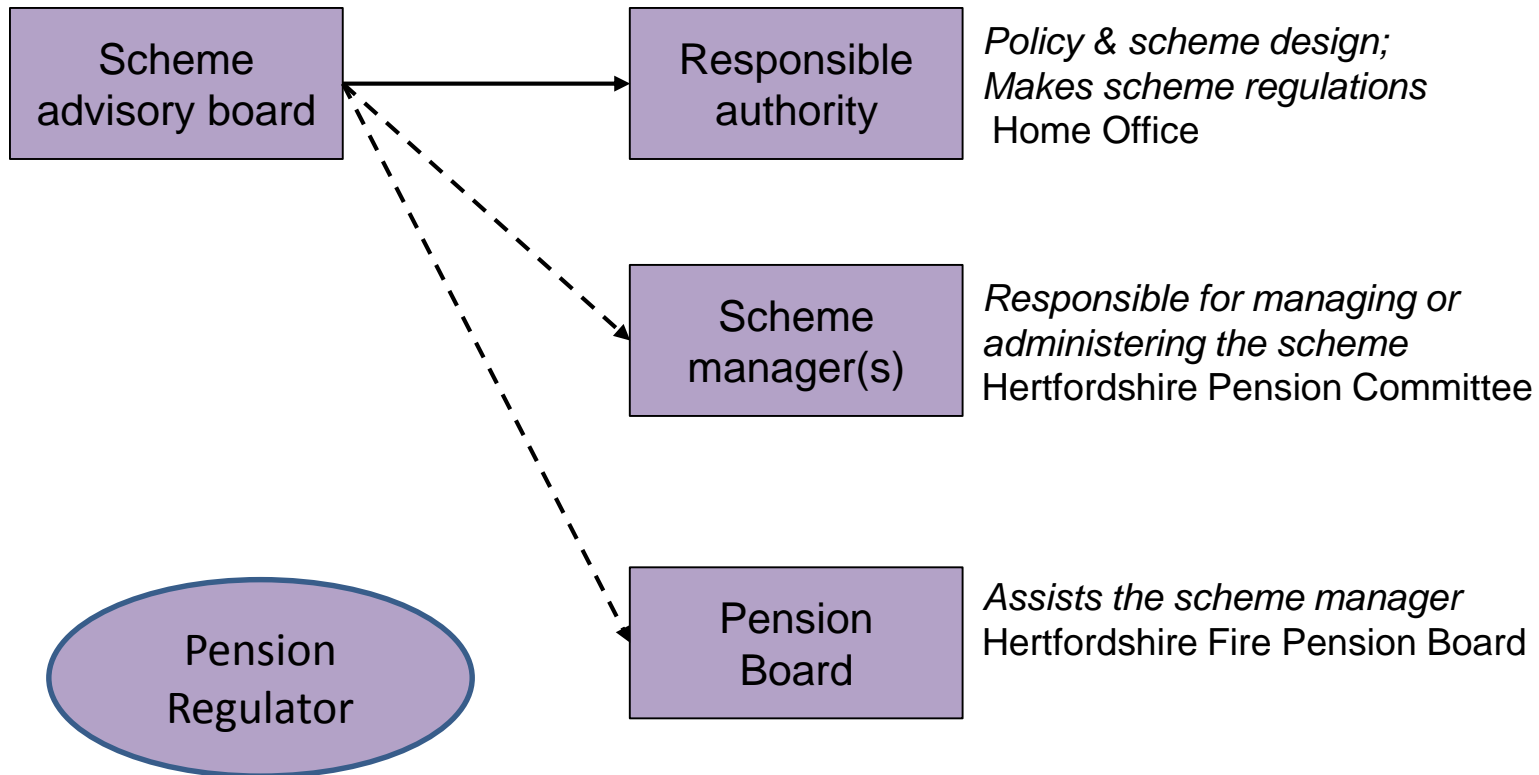 Scheme
advisory board
Responsible
authority
Policy & scheme design;
Makes scheme regulations
Home Office
Scheme
manager(s)
Responsible for managing or
administering the scheme
Hertfordshire Pension Committee
Pension
Board
Assists the scheme manager
Hertfordshire Fire Pension Board
Pension
Regulator